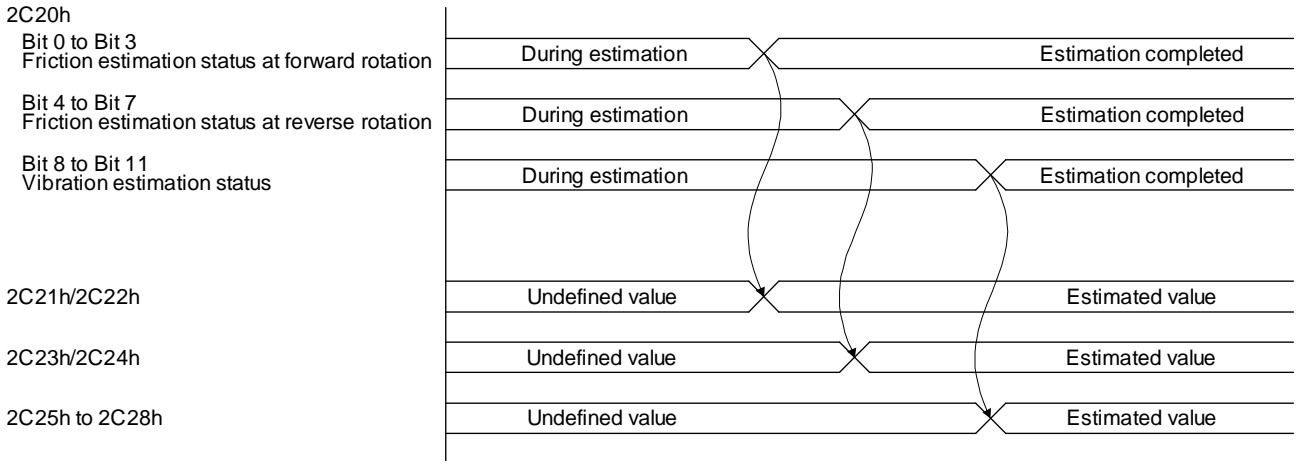 2C20h
Bit 0 to Bit 3
Friction estimation status at forward rotation
During estimation
Estimation completed
Bit 4 to Bit 7
Friction estimation status at reverse rotation
During estimation
Estimation completed
Bit 8 to Bit 11
Vibration estimation status
During estimation
Estimation completed
2C21h/2C22h
Undefined value
Estimated value
2C23h/2C24h
Undefined value
Estimated value
2C25h to 2C28h
Undefined value
Estimated value